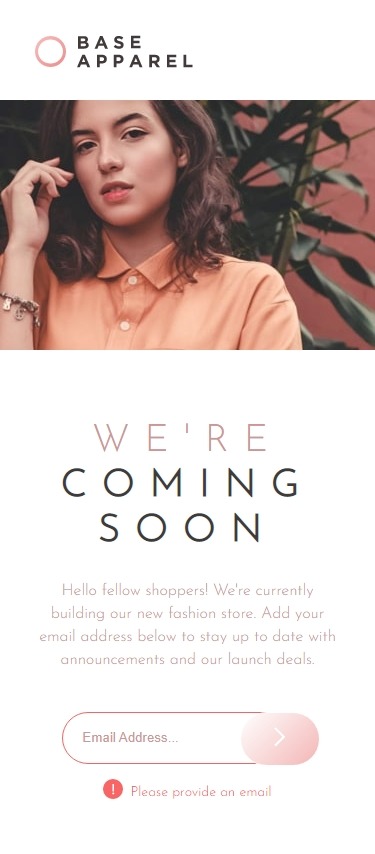 BASE
APPAREL
WE'RE
COMING
SOON
Hello fellow shoppers! We're currently
building our new fashion store. Add your
email address below to stay up to date with
announcements and our launch deals.
Email Address...
! Please provide an email